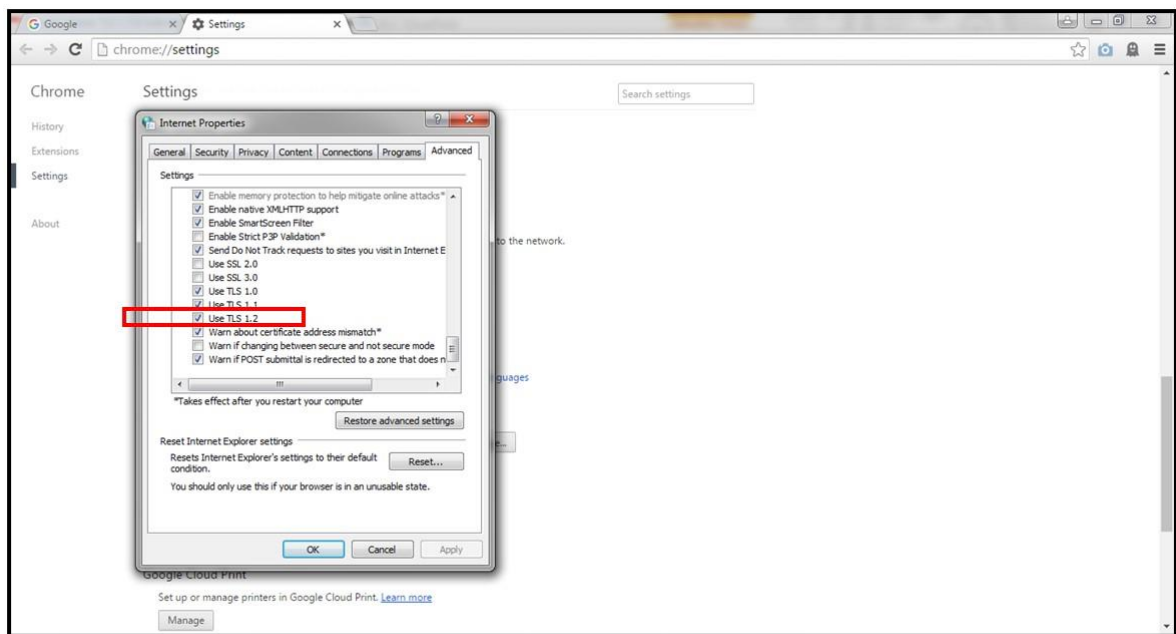 Google
Settings
chrome://settings
Chrome
Settings
Search settings
History
Extensions
Settings
About
Internet Properties
General Security Privacy Content Connections Programs Advanced
Settings
Enable memory protection to help mitigate online attacks*
Enable native XMLHTTP support
Enable SmartScreen Filter
Enable Strict P3P Validation*
Send Do Not Track requests to sites you visit in Internet E
Use SSL 2.0
Use SSL 3.0
Use TLS 1.0
Use TLS 1.1
Use TLS 1.2
Warn about certificate address mismatch*
Warn if changing between secure and not secure mode
Warn if POST submittal is redirected to a zone that does n
*Takes effect after you restart your computer
Restore advanced settings
Reset Internet Explorer settings
Resets Internet Explorer's settings to their default
condition.
Reset...
You should only use this if your browser is in an unusable state.
OK Cancel Apply
to the network.
guages
Google Cloud Print
Set up or manage printers in Google Cloud Print. Learn more
Manage